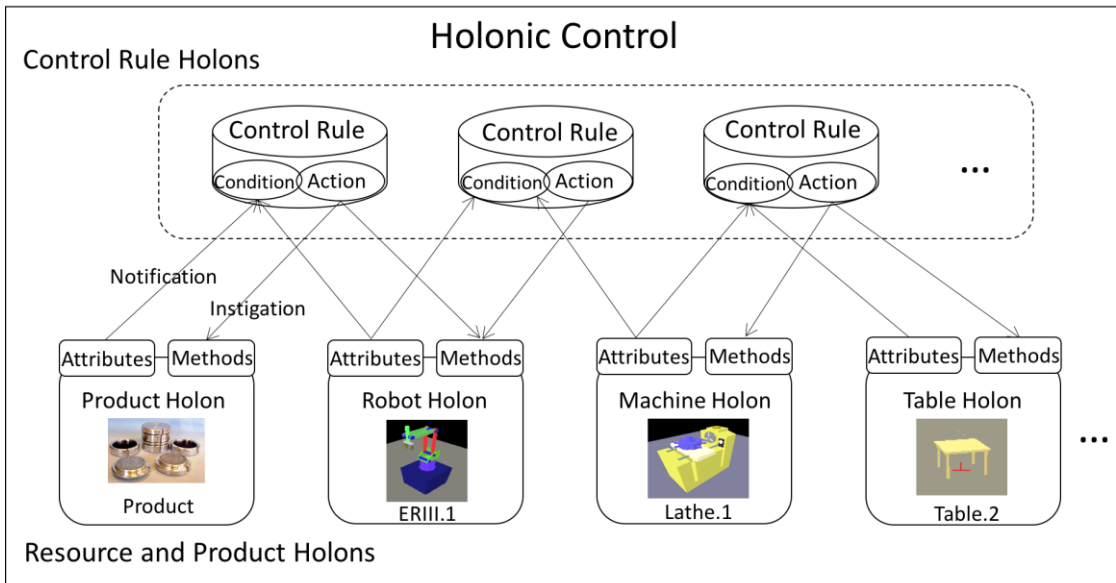 Holonic Control
Control Rule Holons
Control Rule Control Rule Control Rule
Condition Action Condition Action Condition Action ...
Notification
Instigation
Attributes Methods Attributes Methods Attributes Methods Attributes Methods
Product Holon Robot Holon Machine Holon Table Holon
...
Product ERIII.1 Lathe.1 Table.2
Resource and Product Holons